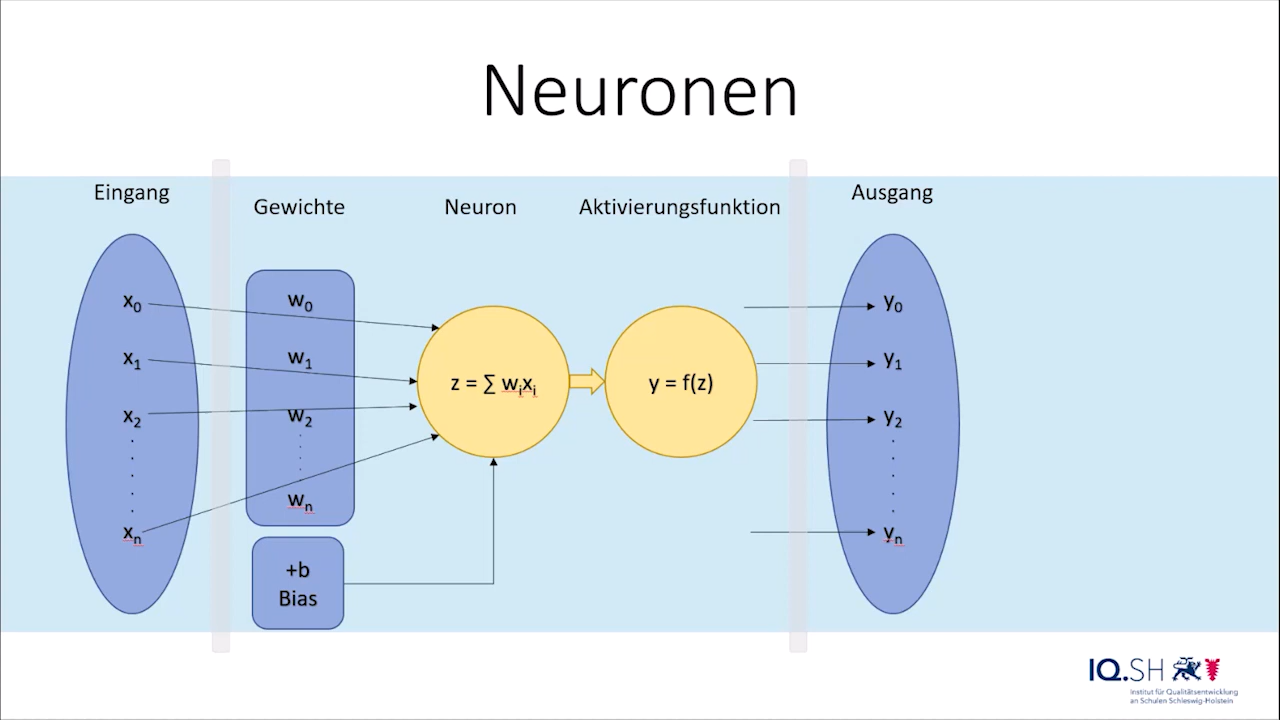 Neuronen
Eingang
Gewichte
Neuron
Aktivierungsfunktion
Ausgang
x₀
x₁
x₂
xₙ
w₀
w₁
w₂
wₙ
+b
Bias
z = ∑ wᵢxᵢ
y = f(z)
y₀
y₁
y₂
yₙ
IQ.SH
Institut für Qualitätsentwicklung
an Schulen Schleswig-Holstein